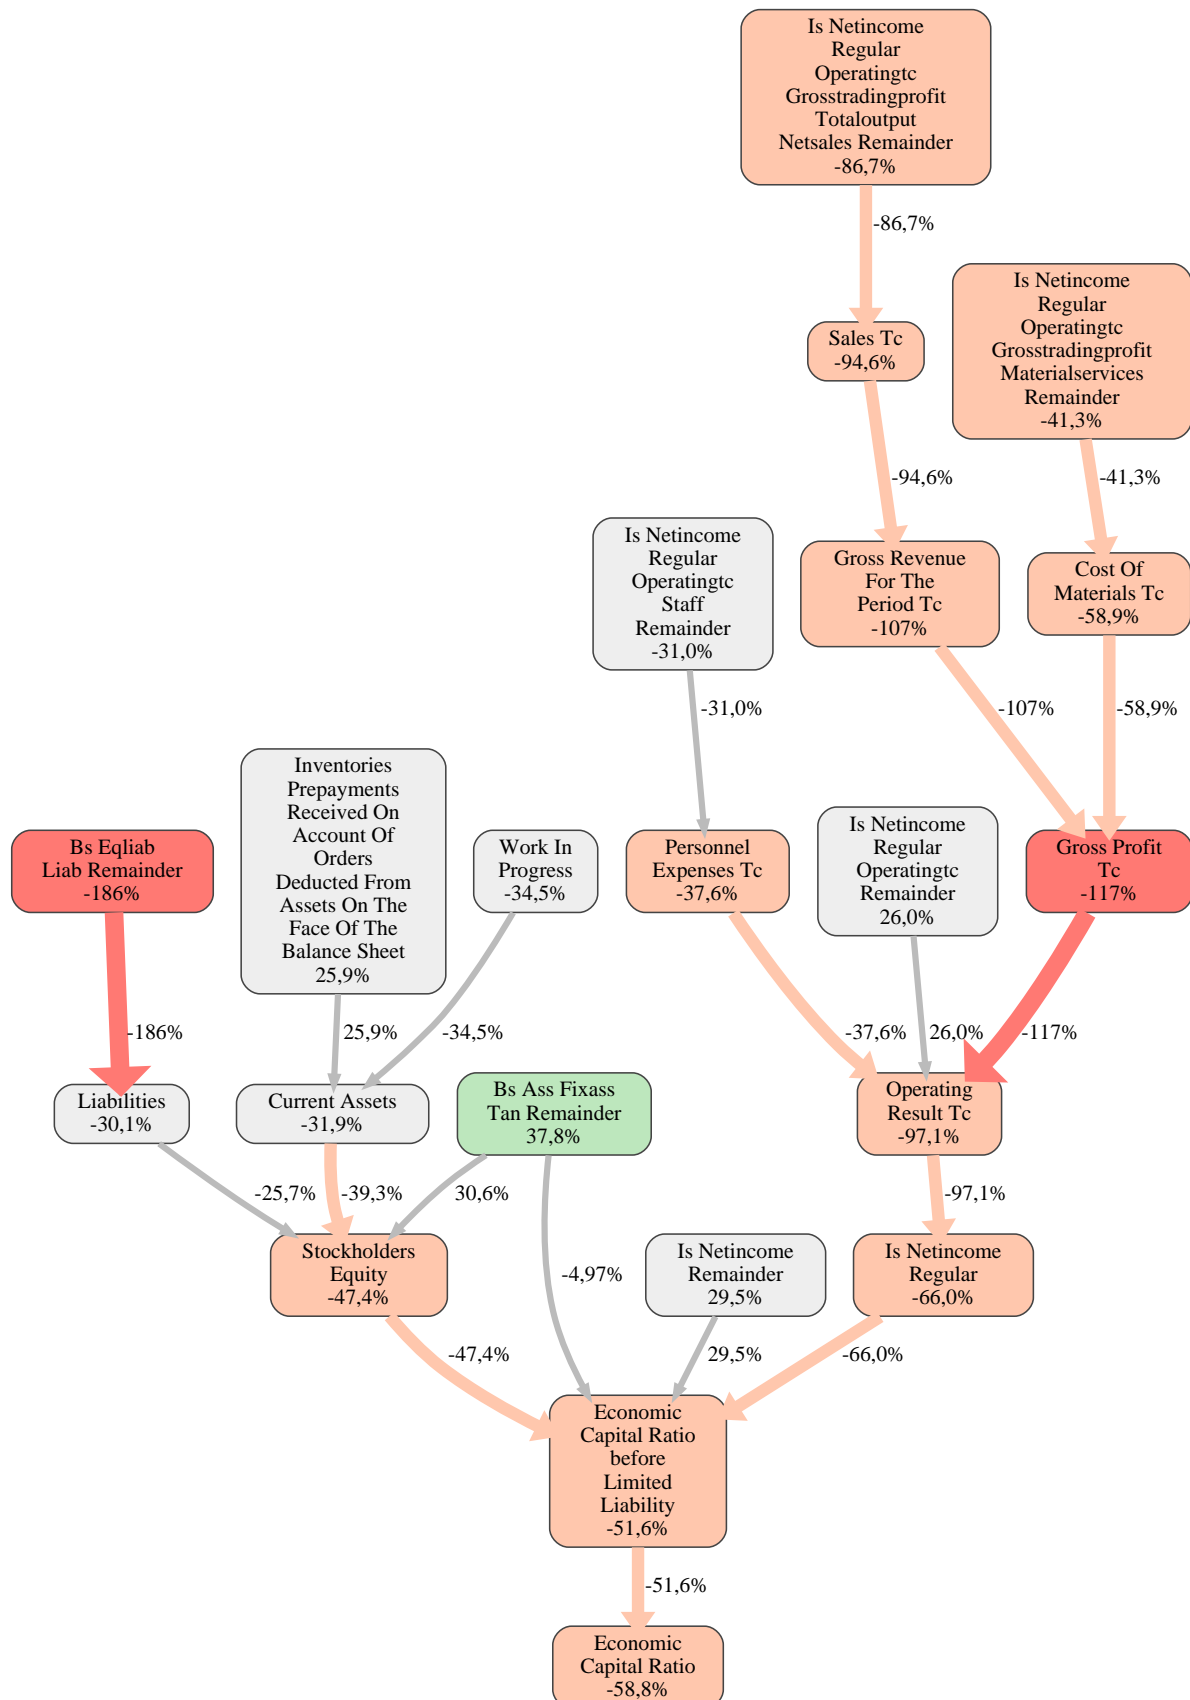 Is Netincome
Regular
Operatingtc
Grosstradingprofit
Totaloutput
Netsales Remainder
-86,7%
-86,7%
Is Netincome
Regular
Operatingtc
Grosstradingprofit
Materialservices
Remainder
-41,3%
Sales Tc
-94,6%
-94,6%
-41,3%
Is Netincome
Regular
Operatingtc
Staff
Remainder
-31,0%
Gross Revenue
For The
Period Tc
-107%
Cost Of
Materials Tc
-58,9%
-31,0%
-107%
-58,9%
Inventories
Prepayments
Received On
Account Of
Orders
Deducted From
Assets On The
Face Of The
Balance Sheet
25,9%
Bs Eqliab
Liab Remainder
-186%
Work In
Progress
-34,5%
Personnel
Expenses Tc
-37,6%
Is Netincome
Regular
Operatingtc
Remainder
26,0%
Gross Profit
Tc
-117%
-186%
25,9%
-34,5%
-37,6%
26,0%
-117%
Liabilities
-30,1%
Current Assets
-31,9%
Bs Ass Fixass
Tan Remainder
37,8%
Operating
Result Tc
-97,1%
-25,7%
-39,3%
30,6%
-4,97%
-97,1%
Stockholders
Equity
-47,4%
Is Netincome
Remainder
29,5%
Is Netincome
Regular
-66,0%
-47,4%
29,5%
-66,0%
Economic
Capital Ratio
before
Limited
Liability
-51,6%
-51,6%
Economic
Capital Ratio
-58,8%